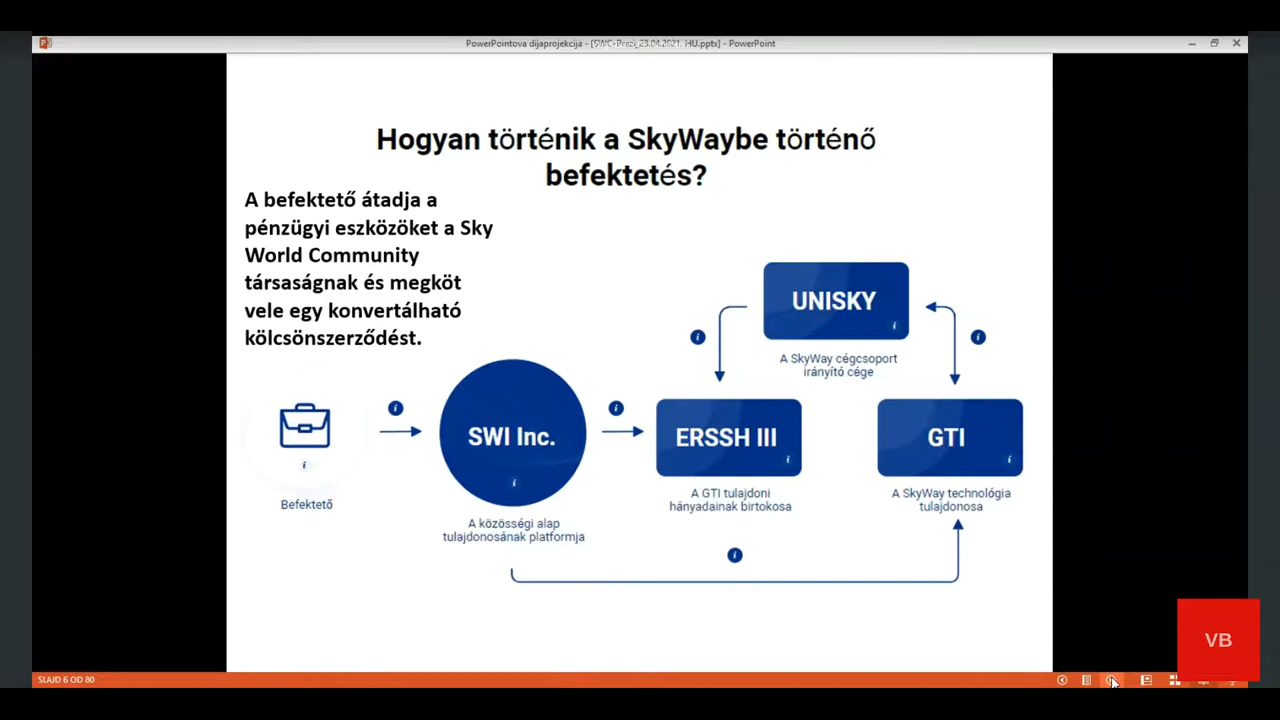 PowerPointova dijaprojekcija - [SWC-Prezi_23.04.2021. HU.pptx] - PowerPoint
Hogyan történik a SkyWaybe történő
befektetés?
A befektető átadja a
pénzügyi eszközöket a Sky
World Community
társaságnak és megköt
vele egy konvertálható
kölcsönszerződést.
UNISKY
i
i
i
A SkyWay cégcsoport
irányító cége
i
i
SWI Inc.
ERSSH III
GTI
i
i
i
i
Befektető
A GTI tulajdoni
hányadainak birtokosa
A SkyWay technológia
tulajdonosa
A közösségi alap
tulajdonosának platformja
i
VB
SLAJD 6 OD 80